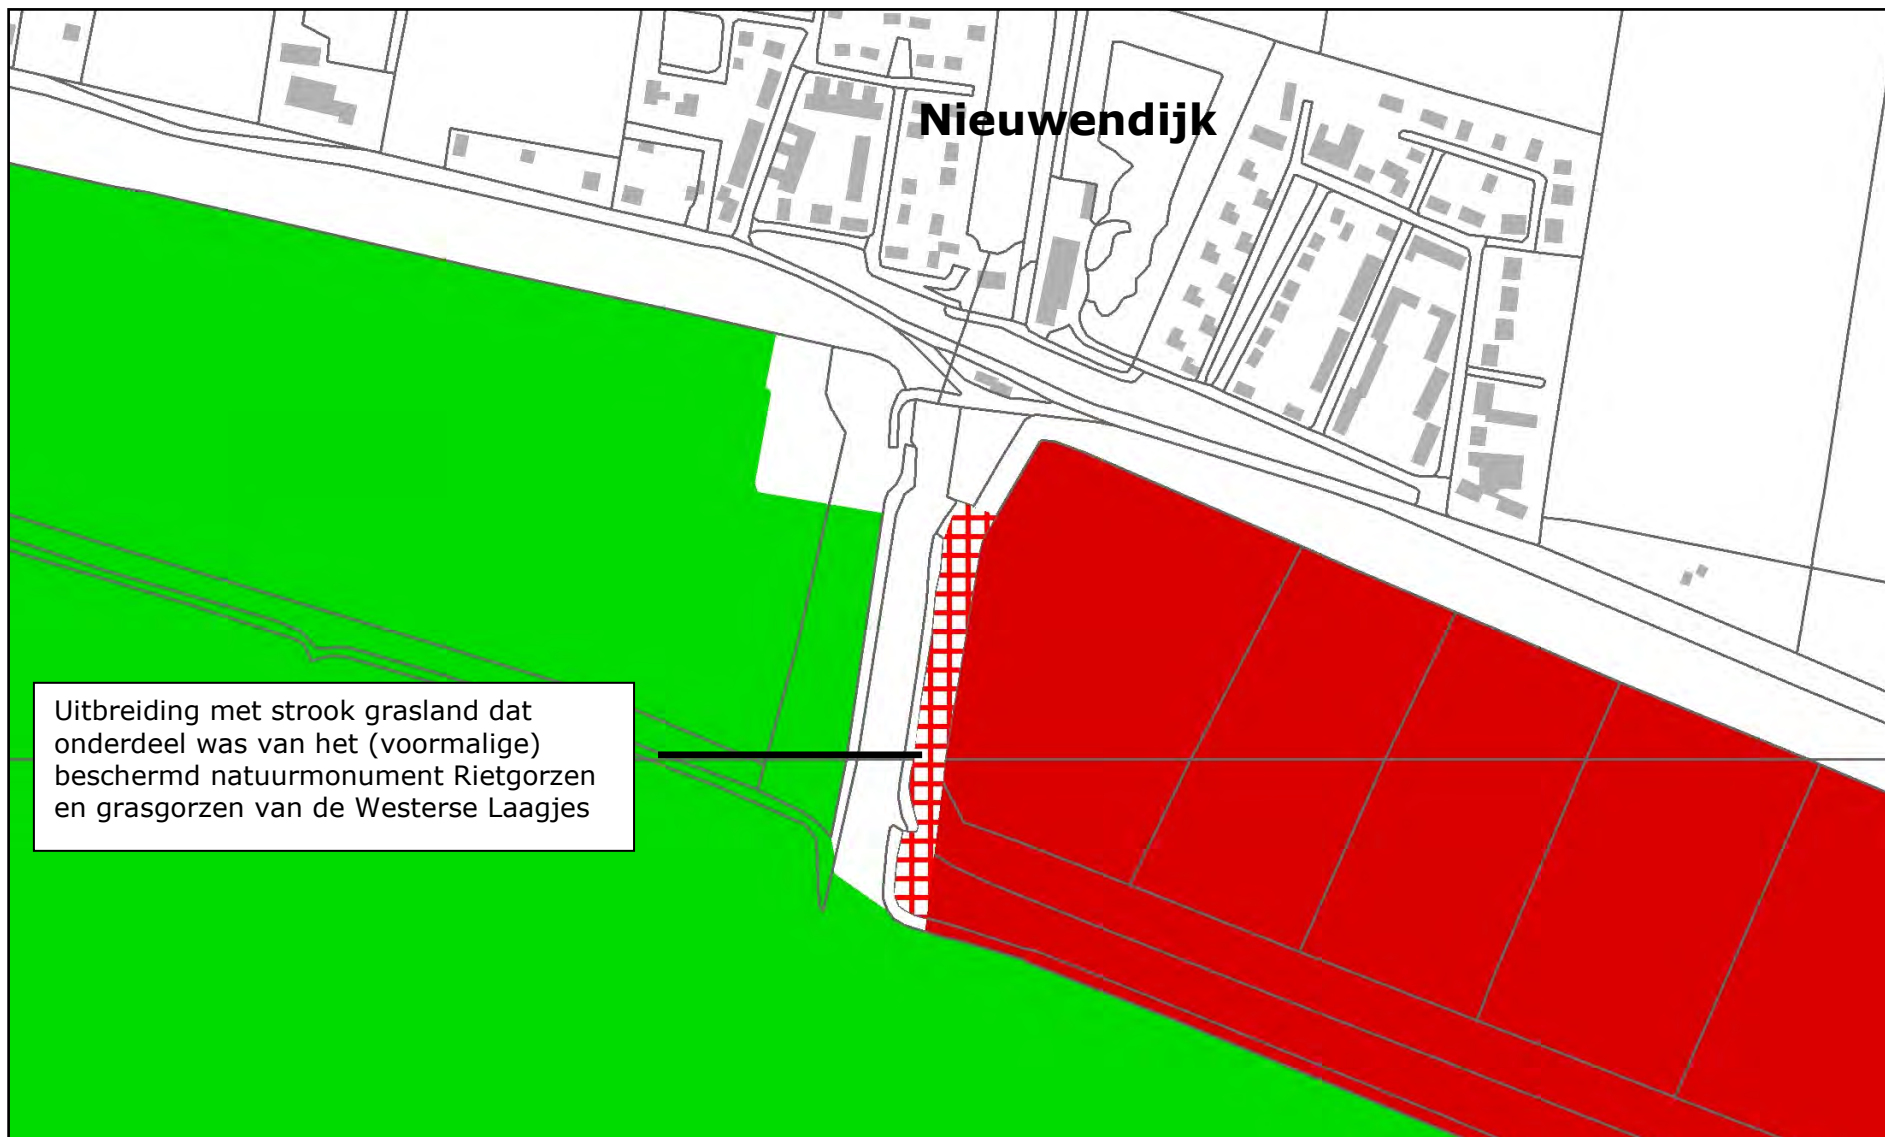 Nieuwendijk
Uitbreiding met strook grasland dat
onderdeel was van het (voormalige)
beschermd natuurmonument Rietgorzen
en grasgorzen van de Westerse Laagjes